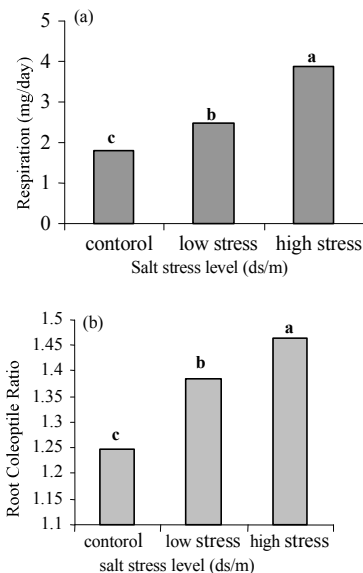 (a)
Respiration (mg/day)
5
4
3
2
1
0
c
b
a
contorol low stress high stress
Salt stress level (ds/m)
(b)
Root Coleoptile Ratio
1.5
1.45
1.4
1.35
1.3
1.25
1.2
1.15
1.1
c
b
a
contorol low stress high stress
salt stress level (ds/m)